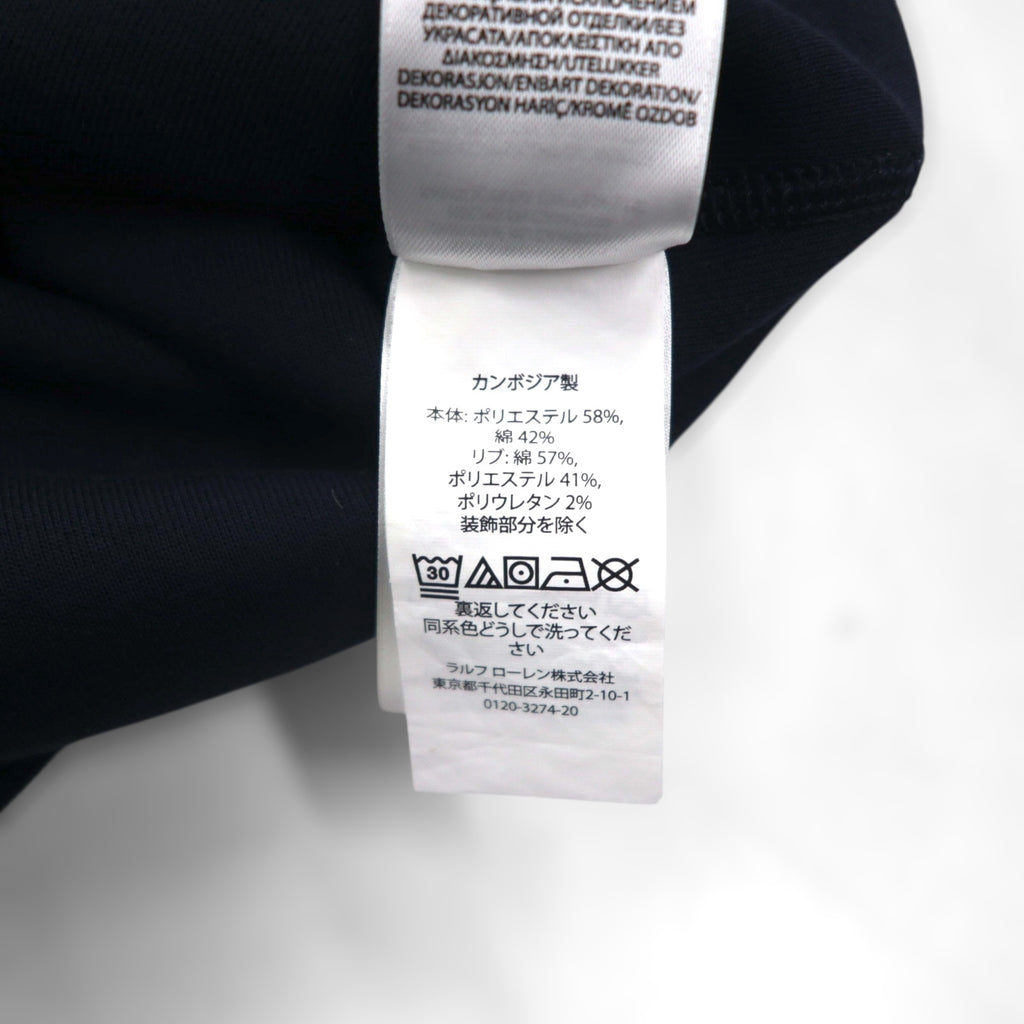 ДЕКОРАТИВНОЙ ОТДЕЛКИ/БЕЗ
УКРАСАТА/ΑΠΟΚΛΕΙΣΤΙΚΗ ΑΠΟ
ΔΙΑΚΟΣΜΗΣΗ/UTELUKKER
DEKORASJON/ENBART DEKORATION/
DEKORASYON HARİÇ/KROMĚ OZDOB
カンボジア製
本体: ポリエステル 58%,
綿 42%
リブ: 綿 57%,
ポリエステル 41%,
ポリウレタン 2%
装飾部分を除く
30
裏返してください
同系色どうしで洗ってくだ
さい
ラルフ ローレン株式会社
東京都千代田区永田町2-10-1
0120-3274-20